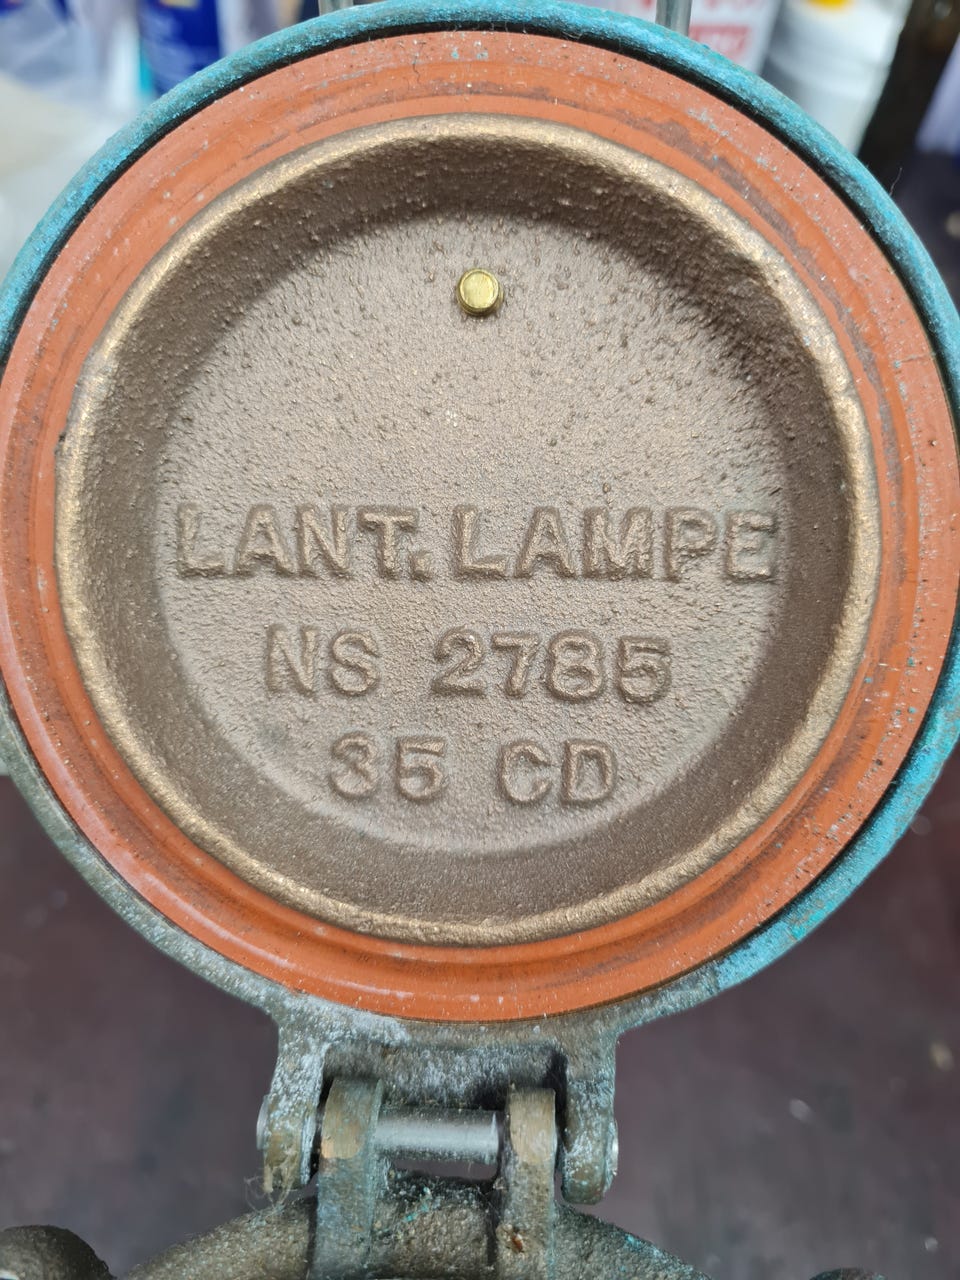 LANT. LAMPE
NS 2785
35 CD